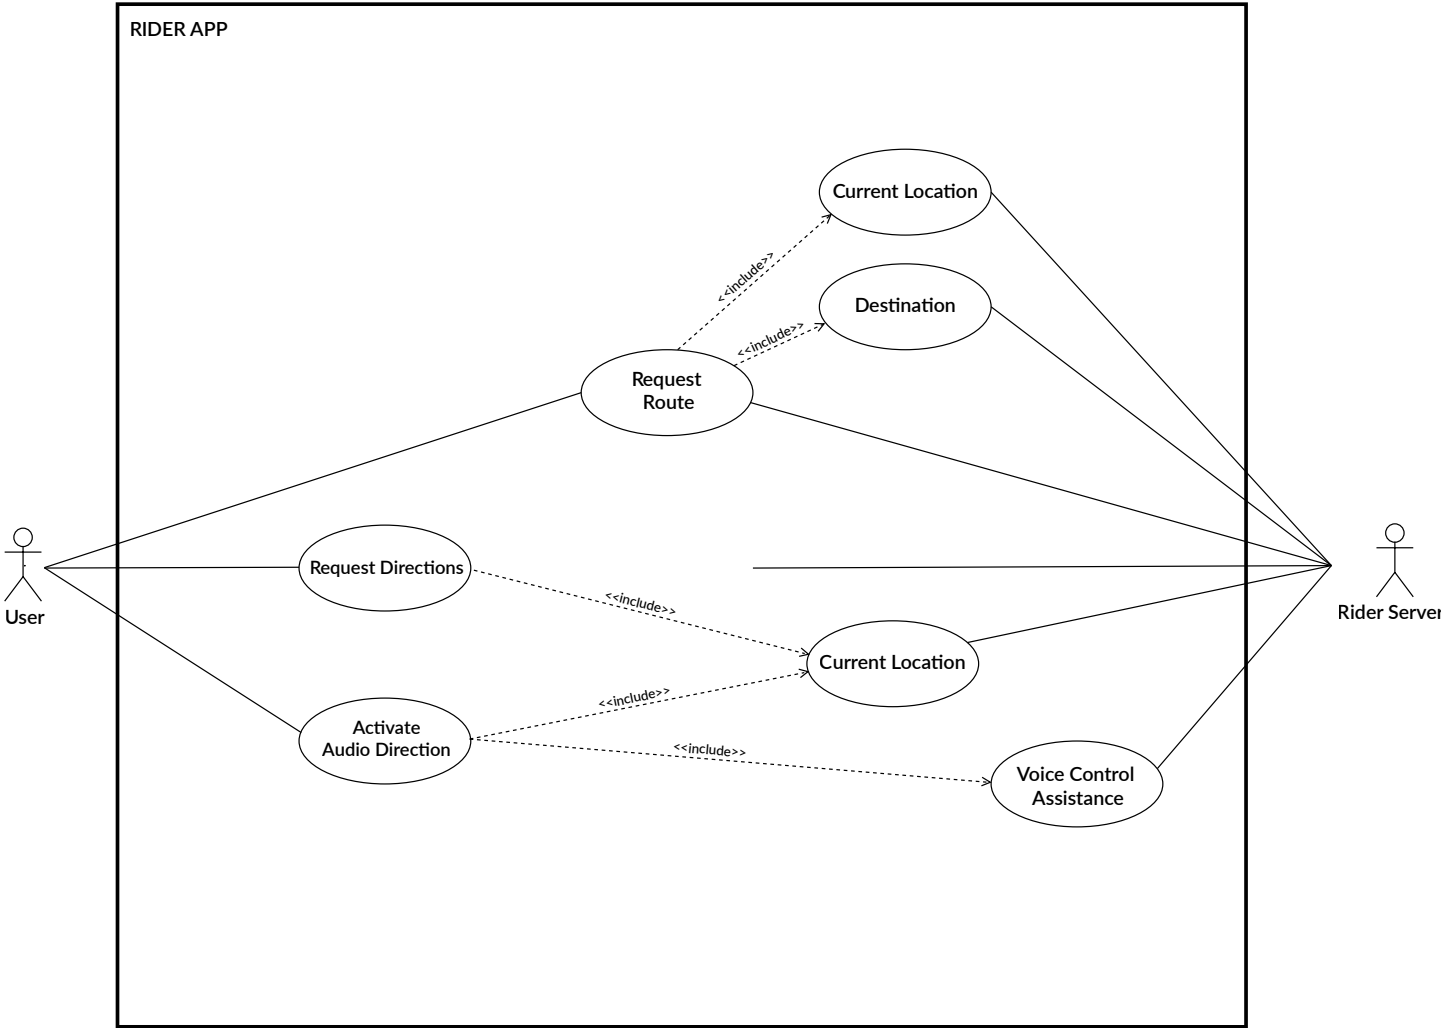 RIDER APP
Current Location
<<include>>
Destination
<<include>>
Request
Route
User
Request Directions
<<include>>
Rider Server
Current Location
<<include>>
Activate
Audio Direction
<<include>>
Voice Control
Assistance